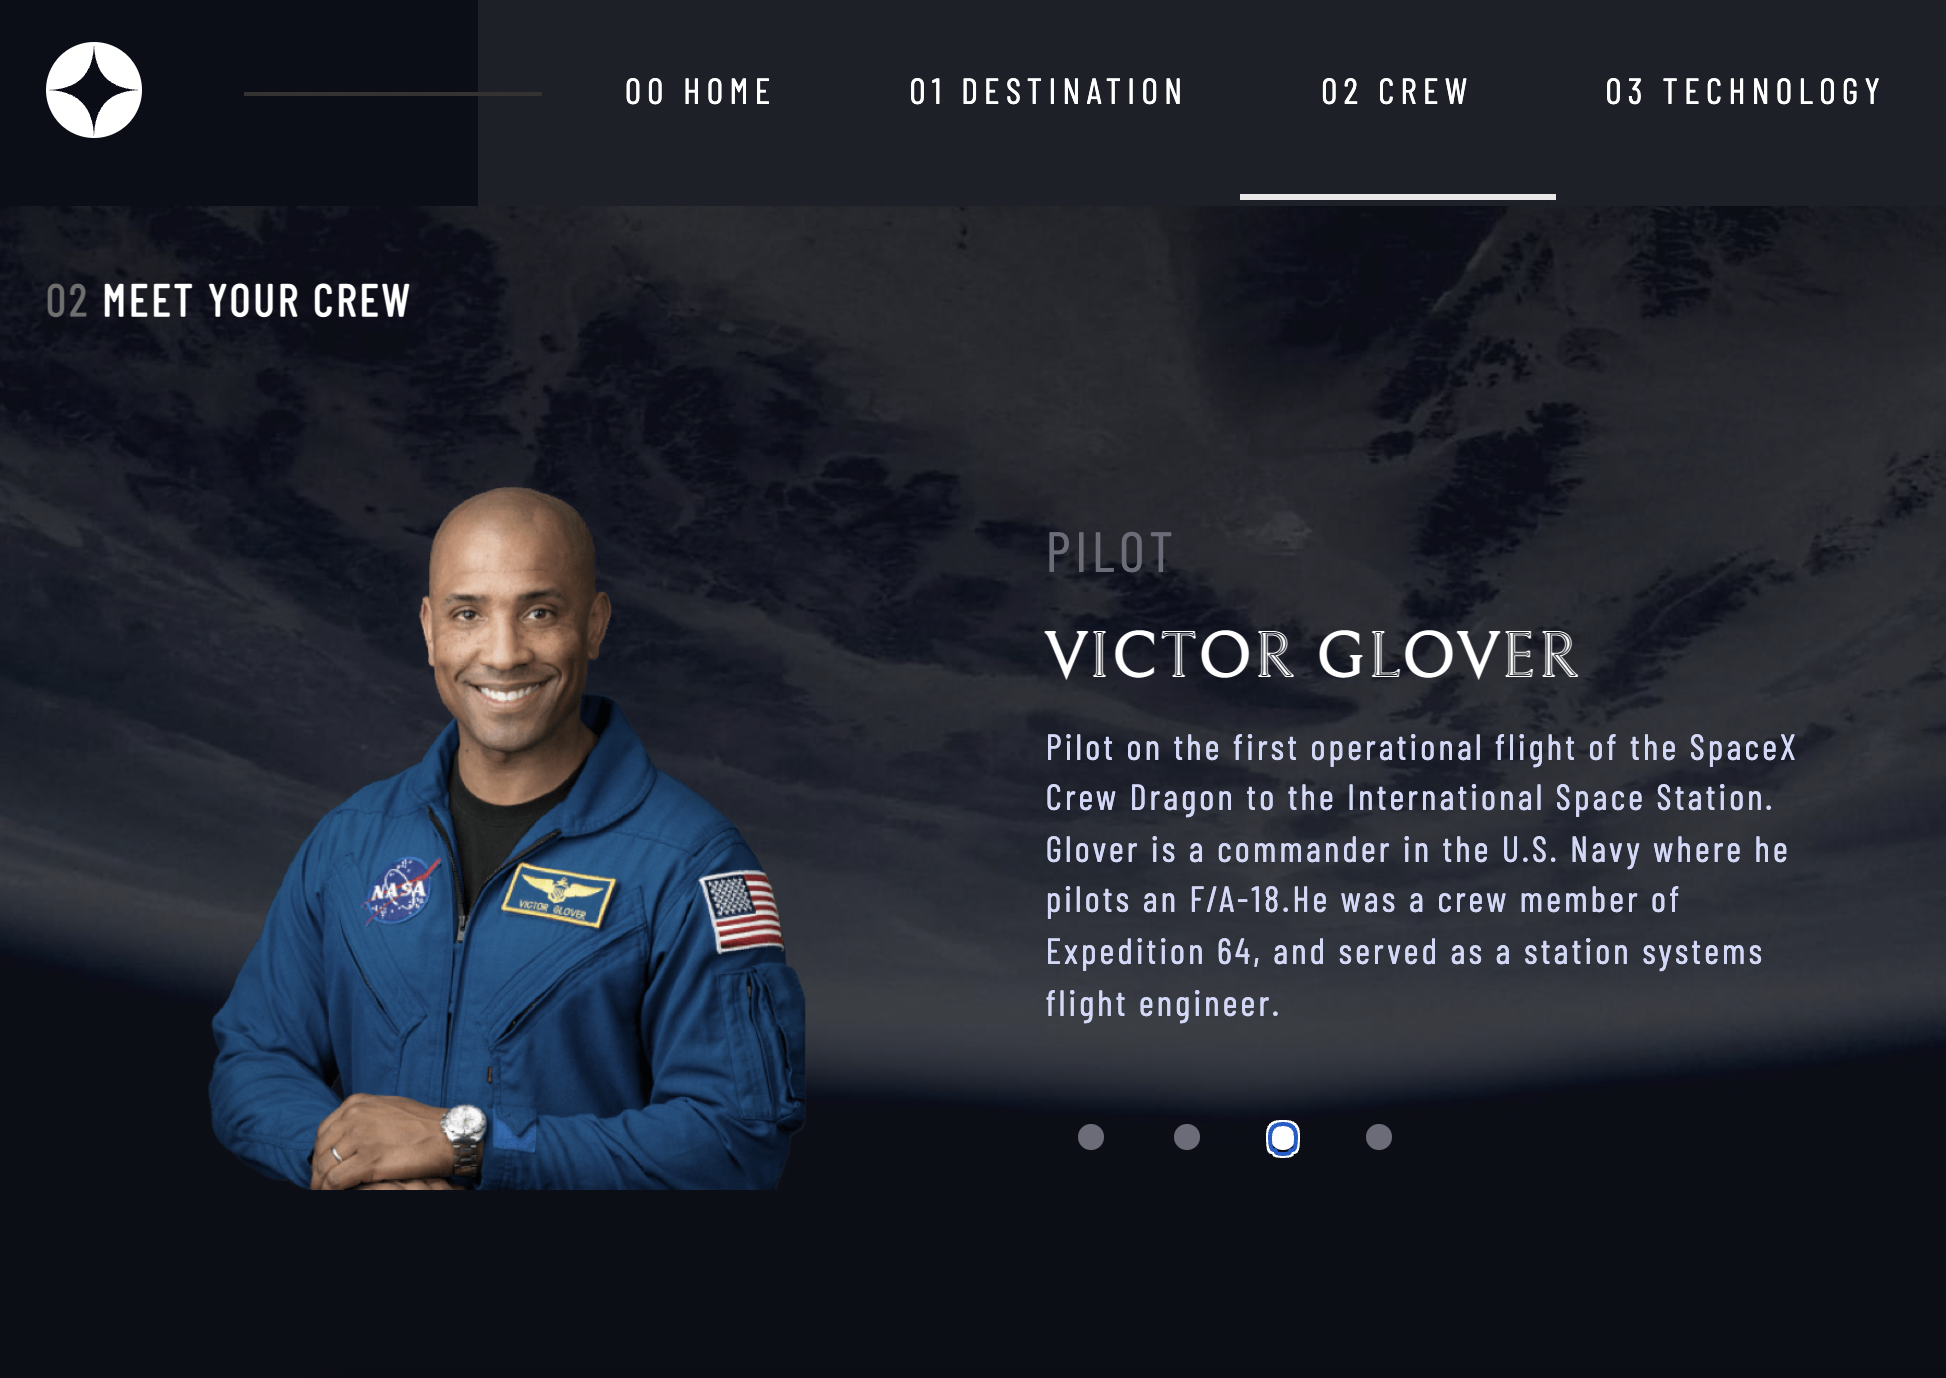 00 HOME
01 DESTINATION
02 CREW
03 TECHNOLOGY
02 MEET YOUR CREW
PILOT
VICTOR GLOVER
Pilot on the first operational flight of the SpaceX
Crew Dragon to the International Space Station.
Glover is a commander in the U.S. Navy where he
pilots an F/A-18.He was a crew member of
Expedition 64, and served as a station systems
flight engineer.
NASA
VICTOR GLOVER